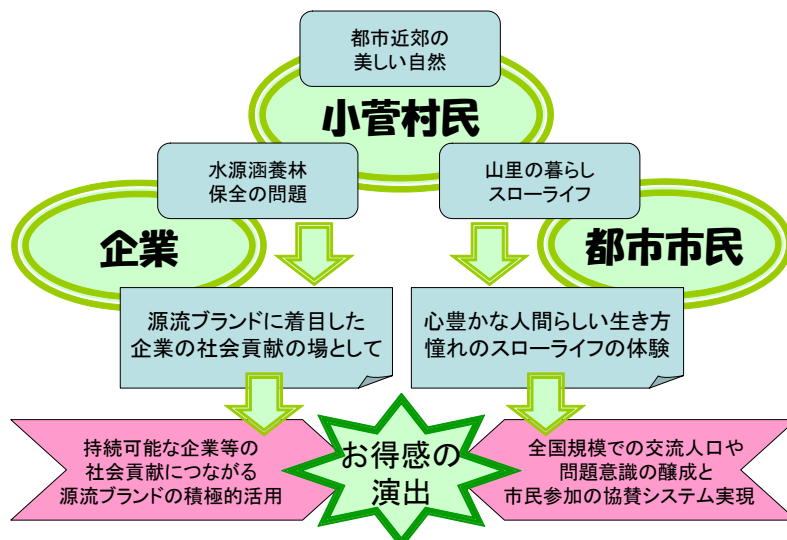 都市近郊の
美しい自然
小菅村民
水源涵養林
保全の問題
山里の暮らし
スローライフ
企業
都市市民
源流ブランドに着目した
企業の社会貢献の場として
心豊かな人間らしい生き方
憧れのスローライフの体験
持続可能な企業等の
社会貢献につながる
源流ブランドの積極的活用
お得感の
演出
全国規模での交流人口や
問題意識の醸成と
市民参加の協賛システム実現